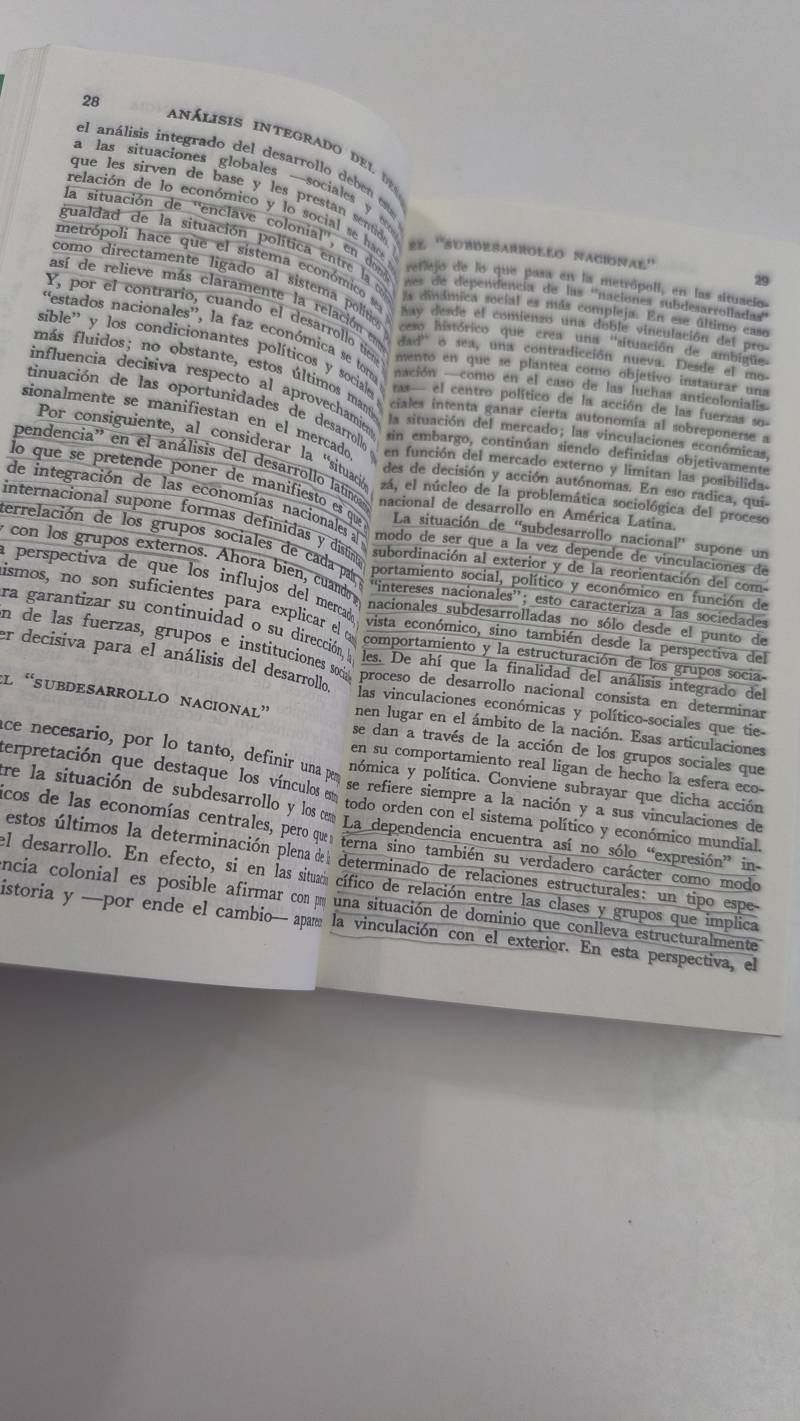 28
ANÁLISIS INTEGRADO DEL
el análisis integrado del desarrollo deben
a las situaciones globales —sociales y
que les sirven de base y les prestan sentido.
relación de lo económico y lo social se hace
la situación de “enclave colonial”, en donde
gualdad de la situación política entre la
metrópoli hace que el sistema económico sea
como directamente ligado al sistema político
así de relieve más claramente la relación
Y, por el contrario, cuando el desarrollo tiene
“estados nacionales”, la faz económica se torna
sible” y los condicionantes políticos y sociales
más fluidos; no obstante, estos últimos
influencia decisiva respecto al aprovechamiento
tinuación de las oportunidades de desarrollo
sionalmente se manifiestan en el mercado.
Por consiguiente, al considerar la “situación
pendencia” en el análisis del desarrollo
lo que se pretende poner de manifiesto es que
de integración de las economías nacionales al
internacional supone formas definidas y
terrelación de los grupos sociales de cada país
con los grupos externos. Ahora bien, cuando
perspectiva de que los influjos del mercado,
ismos, no son suficientes para explicar el
ra garantizar su continuidad o su dirección,
n de las fuerzas, grupos e instituciones
er decisiva para el análisis del desarrollo.
EL “SUBDESARROLLO NACIONAL”
ce necesario, por lo tanto, definir una
terpretación que destaque los vínculos
tre la situación de subdesarrollo y los
icos de las economías centrales, pero que
estos últimos la determinación plena de
el desarrollo. En efecto, si en las
ncia colonial es posible afirmar con
istoria y —por ende el cambio—
EL “SUBDESARROLLO NACIONAL”
29
reflejo de lo que pasa en la metrópoli, en las situacio-
nes de dependencia de las “naciones subdesarrolladas”
la dinámica social es más compleja. En ese último caso
hay desde el comienzo una doble vinculación del pro-
ceso histórico que crea una “situación de ambigüe-
dad” o sea, una contradicción nueva. Desde el mo-
mento en que se plantea como objetivo instaurar una
nación —como en el caso de las luchas anticolonialis-
tas— el centro político de la acción de las fuerzas so-
ciales intenta ganar cierta autonomía al sobreponerse a
la situación del mercado; las vinculaciones económicas,
sin embargo, continúan siendo definidas objetivamente
en función del mercado externo y limitan las posibilida-
des de decisión y acción autónomas. En eso radica, qui-
zá, el núcleo de la problemática sociológica del proceso
nacional de desarrollo en América Latina.
La situación de “subdesarrollo nacional” supone un
modo de ser que a la vez depende de vinculaciones de
subordinación al exterior y de la reorientación del com-
portamiento social, político y económico en función de
“intereses nacionales”; esto caracteriza a las sociedades
nacionales subdesarrolladas no sólo desde el punto de
vista económico, sino también desde la perspectiva del
comportamiento y la estructuración de los grupos socia-
les. De ahí que la finalidad del análisis integrado del
proceso de desarrollo nacional consista en determinar
las vinculaciones económicas y político-sociales que tie-
nen lugar en el ámbito de la nación. Esas articulaciones
se dan a través de la acción de los grupos sociales que
en su comportamiento real ligan de hecho la esfera eco-
nómica y política. Conviene subrayar que dicha acción
se refiere siempre a la nación y a sus vinculaciones de
todo orden con el sistema político y económico mundial.
La dependencia encuentra así no sólo “expresión” in-
terna sino también su verdadero carácter como modo
determinado de relaciones estructurales: un tipo espe-
cífico de relación entre las clases y grupos que implica
una situación de dominio que conlleva estructuralmente
la vinculación con el exterior. En esta perspectiva, el